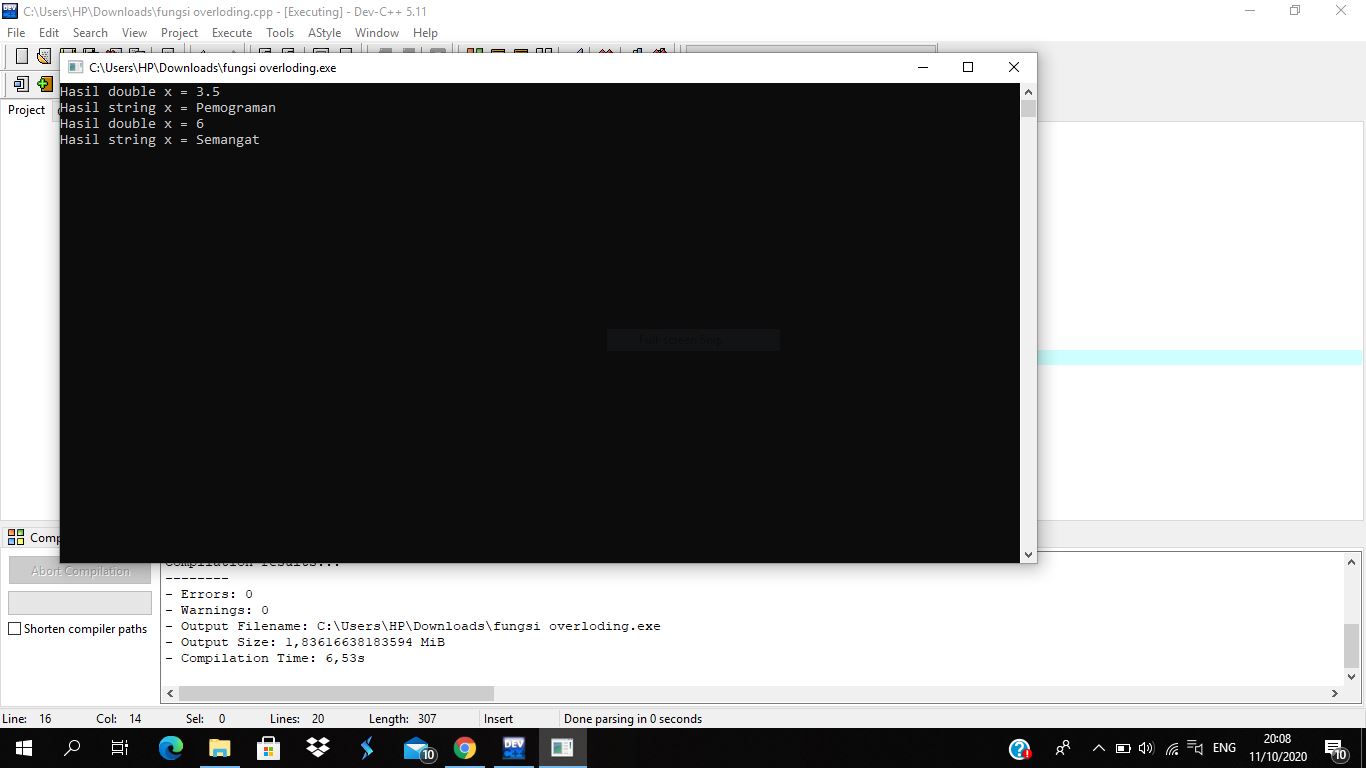 C:\Users\HP\Downloads\fungsi overloding.cpp - [Executing] - Dev-C++ 5.11
File Edit Search View Project Execute Tools AStyle Window Help
C:\Users\HP\Downloads\fungsi overloding.exe
Project
Hasil double x = 3.5
Hasil string x = Pemograman
Hasil double x = 6
Hasil string x = Semangat
Full-screen Snip
Comp
Abort Compilation
Shorten compiler paths
Compilation results...
--------
- Errors: 0
- Warnings: 0
- Output Filename: C:\Users\HP\Downloads\fungsi overloding.exe
- Output Size: 1,83616638183594 MiB
- Compilation Time: 6,53s
Line: 16 Col: 14 Sel: 0 Lines: 20 Length: 307 Insert Done parsing in 0 seconds
DEV 10 ENG 20:08 11/10/2020 10